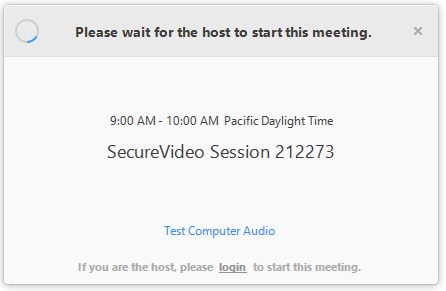 Please wait for the host to start this meeting.
9:00 AM - 10:00 AM Pacific Daylight Time
SecureVideo Session 212273
Test Computer Audio
If you are the host, please login to start this meeting.